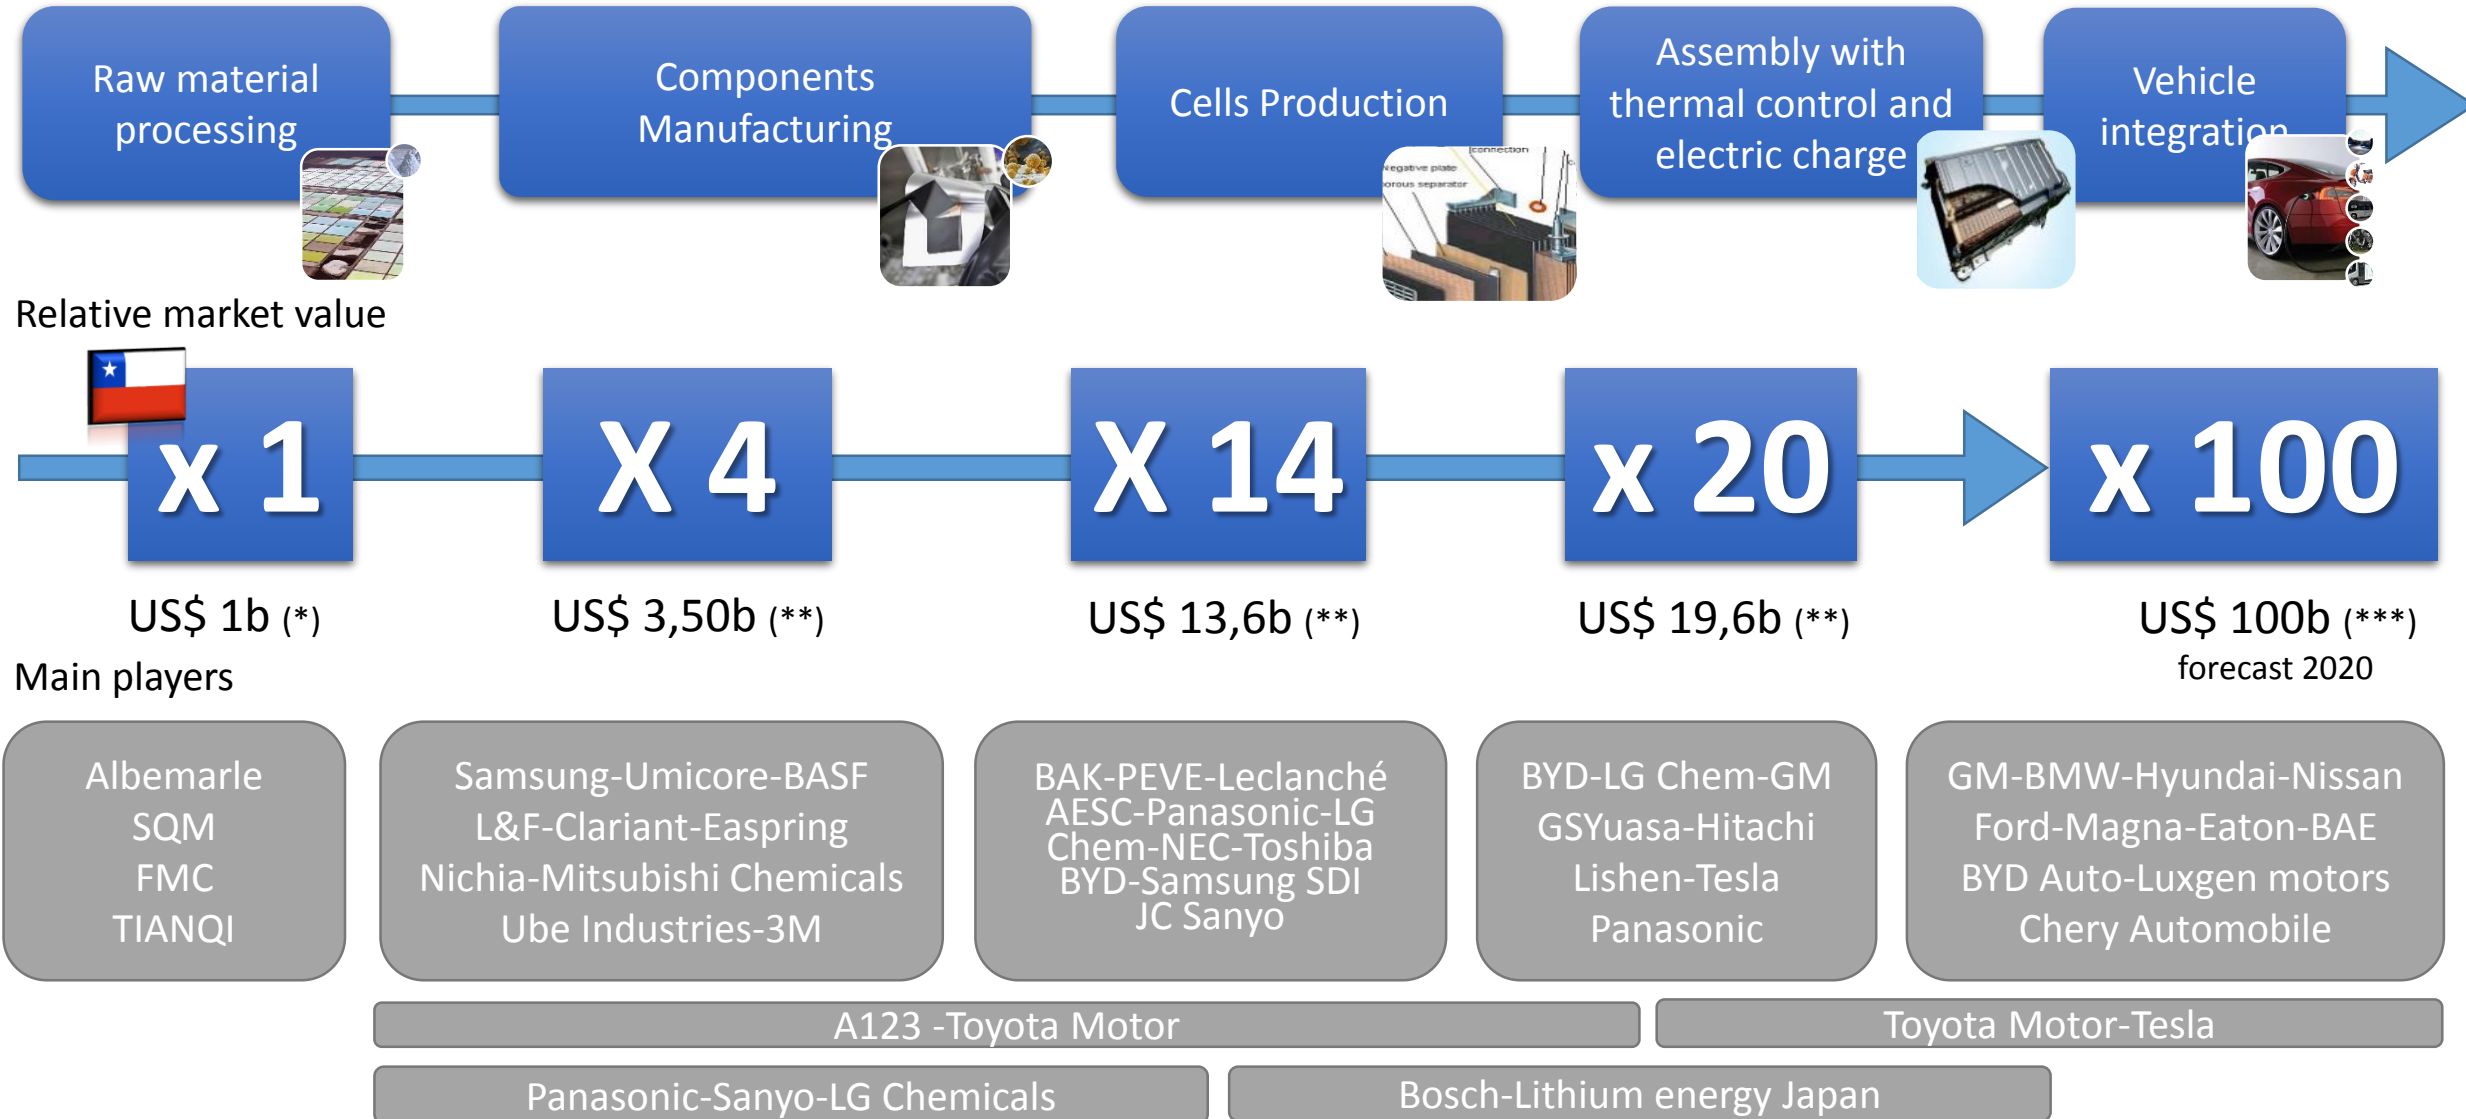 Raw material
processing
Components
Manufacturing
Cells Production
Assembly with
thermal control and
electric charge
Vehicle
integration
connection
Negative plate
orous separator
Relative market value
x 1
X 4
X 14
x 20
x 100
US$ 1b (*)
US$ 3,50b (**)
US$ 13,6b (**)
US$ 19,6b (**)
US$ 100b (***)
forecast 2020
Main players
Albemarle
SQM
FMC
TIANQI
Samsung-Umicore-BASF
L&F-Clariant-Easpring
Nichia-Mitsubishi Chemicals
Ube Industries-3M
BAK-PEVE-Leclanché
AESC-Panasonic-LG
Chem-NEC-Toshiba
BYD-Samsung SDI
JC Sanyo
BYD-LG Chem-GM
GSYuasa-Hitachi
Lishen-Tesla
Panasonic
GM-BMW-Hyundai-Nissan
Ford-Magna-Eaton-BAE
BYD Auto-Luxgen motors
Chery Automobile
A123 -Toyota Motor
Toyota Motor-Tesla
Panasonic-Sanyo-LG Chemicals
Bosch-Lithium energy Japan